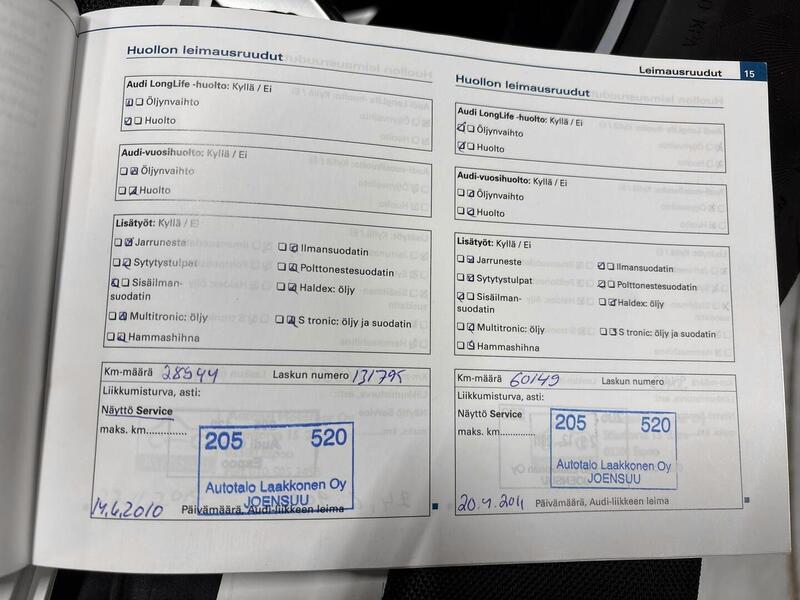 Huollon leimausruudut
Audi LongLife -huolto: Kyllä / Ei
Öljynvaihto
Huolto
Audi-vuosihuolto: Kyllä / Ei
Öljynvaihto
Huolto
Lisätyöt: Kyllä / Ei
Jarruneste
Sytytystulpat
Sisäilman-
suodatin
Multitronic: öljy
Hammashihna
Ilmansuodatin
Polttonestesuodatin
Haldex: öljy
S tronic: öljy ja suodatin
Km-määrä 28944 Laskun numero 131795
Liikkumisturva, asti:
Näyttö Service
maks. km..............
205 520
Autotalo Laakkonen Oy
JOENSUU
14.4.2010 Päivämäärä, Audi-liikkeen leima
Leimausruudut 15
Huollon leimausruudut
Audi LongLife -huolto: Kyllä / Ei
Öljynvaihto
Huolto
Audi-vuosihuolto: Kyllä / Ei
Öljynvaihto
Huolto
Lisätyöt: Kyllä / Ei
Jarruneste
Sytytystulpat
Sisäilman-
suodatin
Multitronic: öljy
Hammashihna
Ilmansuodatin
Polttonestesuodatin
Haldex: öljy
S tronic: öljy ja suodatin
Km-määrä 60149 Laskun numero
Liikkumisturva, asti:
Näyttö Service
maks. km..............
205 520
Autotalo Laakkonen Oy
JOENSUU
20.4.2011 Päivämäärä, Audi-liikkeen leima